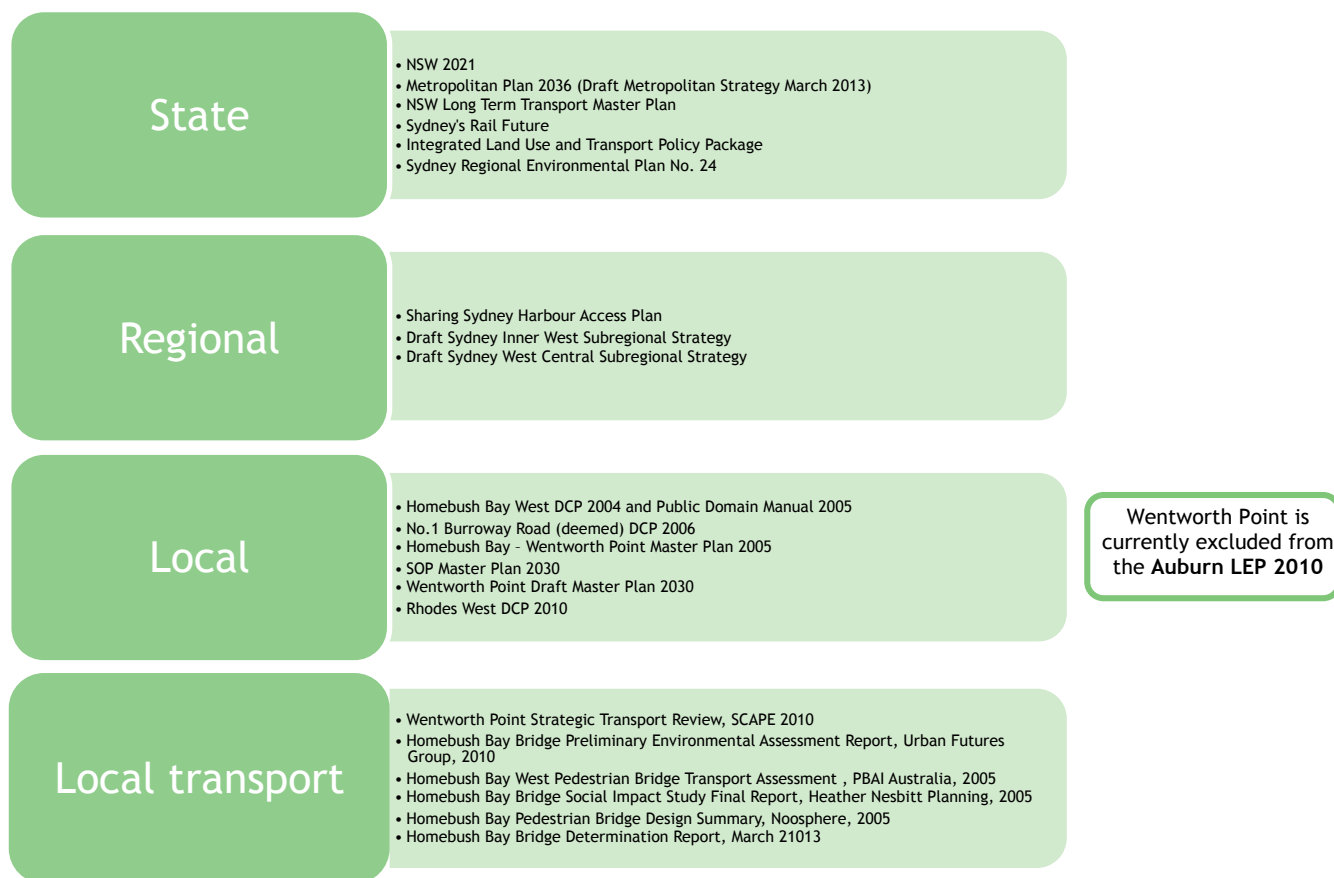 State
• NSW 2021
• Metropolitan Plan 2036 (Draft Metropolitan Strategy March 2013)
• NSW Long Term Transport Master Plan
• Sydney's Rail Future
• Integrated Land Use and Transport Policy Package
• Sydney Regional Environmental Plan No. 24
Regional
• Sharing Sydney Harbour Access Plan
• Draft Sydney Inner West Subregional Strategy
• Draft Sydney West Central Subregional Strategy
Local
• Homebush Bay West DCP 2004 and Public Domain Manual 2005
• No.1 Burroway Road (deemed) DCP 2006
• Homebush Bay – Wentworth Point Master Plan 2005
• SOP Master Plan 2030
• Wentworth Point Draft Master Plan 2030
• Rhodes West DCP 2010
Wentworth Point is
currently excluded from
the Auburn LEP 2010
Local transport
• Wentworth Point Strategic Transport Review, SCAPE 2010
• Homebush Bay Bridge Preliminary Environmental Assessment Report, Urban Futures
Group, 2010
• Homebush Bay West Pedestrian Bridge Transport Assessment , PBAI Australia, 2005
• Homebush Bay Bridge Social Impact Study Final Report, Heather Nesbitt Planning, 2005
• Homebush Bay Pedestrian Bridge Design Summary, Noosphere, 2005
• Homebush Bay Bridge Determination Report, March 21013